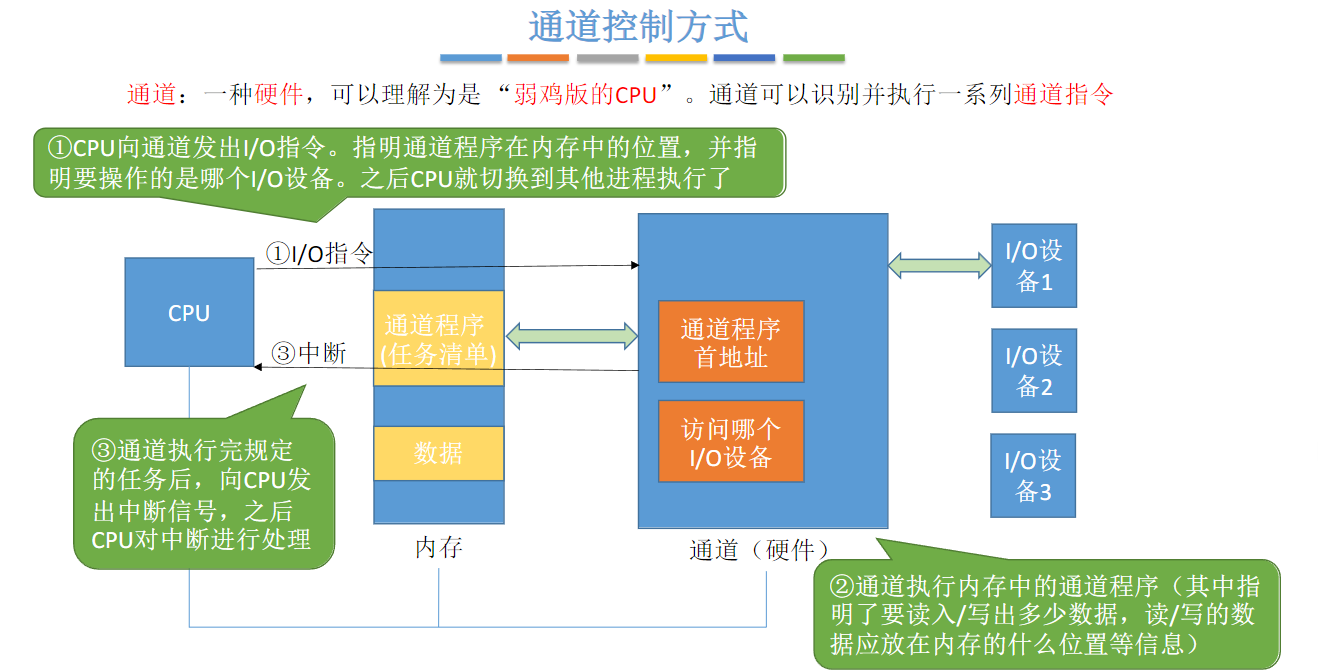 通道控制方式
通道：一种硬件，可以理解为是 “弱鸡版的CPU”。通道可以识别并执行一系列通道指令
①CPU向通道发出I/O指令。指明通道程序在内存中的位置，并指
明要操作的是哪个I/O设备。之后CPU就切换到其他进程执行了
①I/O指令
CPU
③中断
通道程序
(任务清单)
数据
内存
通道程序
首地址
访问哪个
I/O设备
通道（硬件）
I/O设
备1
I/O设
备2
I/O设
备3
③通道执行完规定
的任务后，向CPU发
出中断信号，之后
CPU对中断进行处理
②通道执行内存中的通道程序（其中指
明了要读入/写出多少数据，读/写的数
据应放在内存的什么位置等信息）